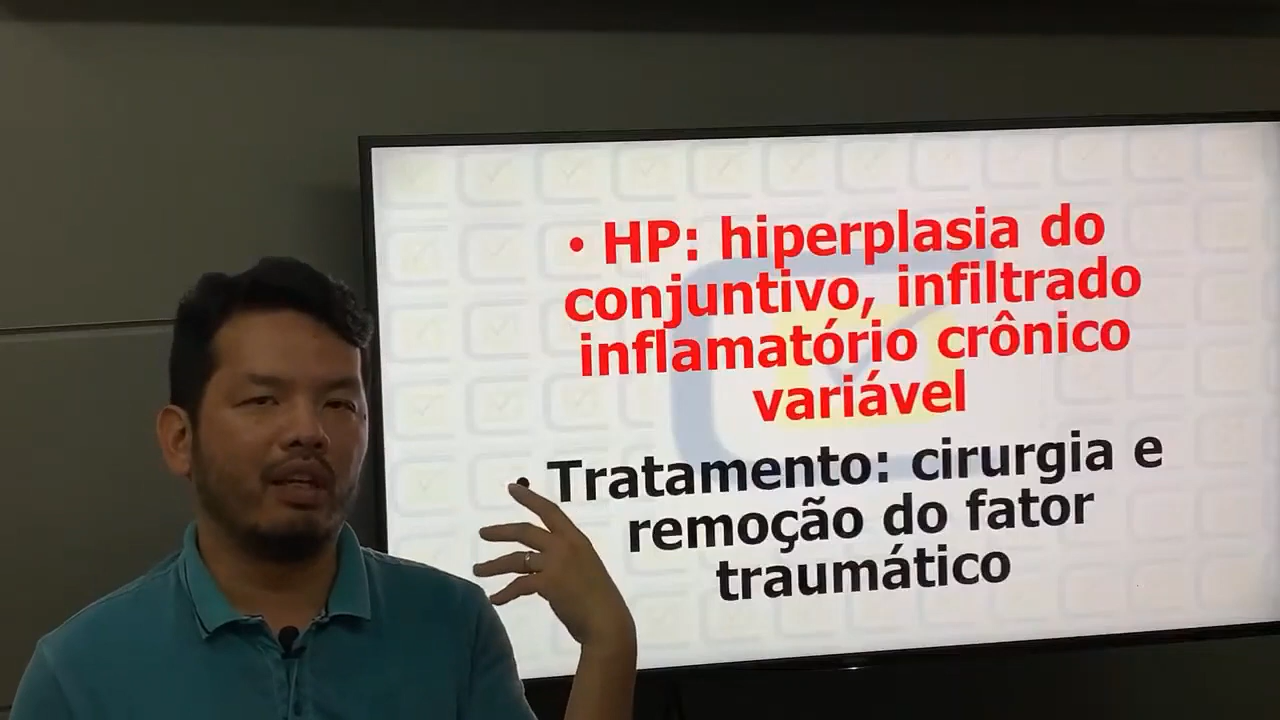 • HP: hiperplasia do
conjuntivo, infiltrado
inflamatório crônico
variável
• Tratamento: cirurgia e
remoção do fator
traumático